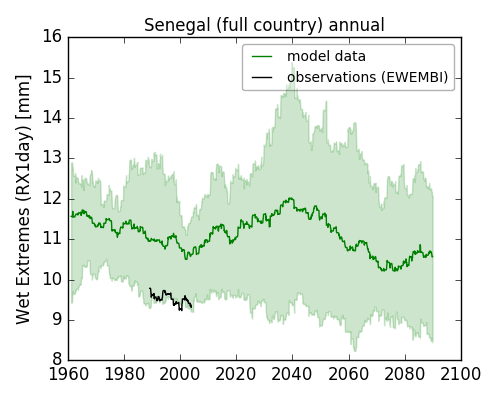 Senegal (full country) annual
Wet Extremes (RX1day) [mm]
16
15
14
13
12
11
10
9
8
model data
observations (EWEMBI)
1960 1980 2000 2020 2040 2060 2080 2100